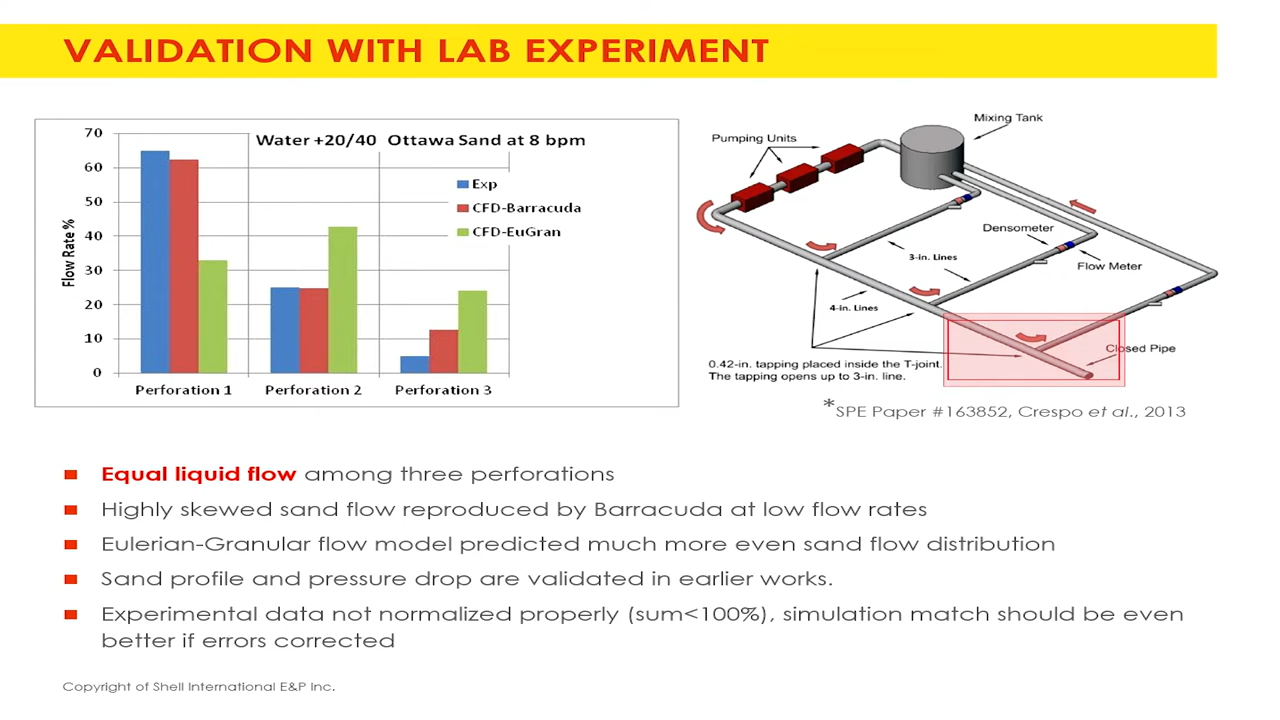 VALIDATION WITH LAB EXPERIMENT
Water +20/40 Ottawa Sand at 8 bpm
Flow Rate %
70
60
50
40
30
20
10
0
Exp
CFD-Barracuda
CFD-EuGran
Perforation 1
Perforation 2
Perforation 3
Mixing Tank
Pumping Units
Densometer
3-in. Lines
Flow Meter
4-in. Lines
Closed Pipe
0.42-in. tapping placed inside the T-joint.
The tapping opens up to 3-in. line.
*SPE Paper #163852, Crespo et al., 2013
Equal liquid flow among three perforations
Highly skewed sand flow reproduced by Barracuda at low flow rates
Eulerian-Granular flow model predicted much more even sand flow distribution
Sand profile and pressure drop are validated in earlier works.
Experimental data not normalized properly (sum<100%), simulation match should be even
better if errors corrected
Copyright of Shell International E&P Inc.